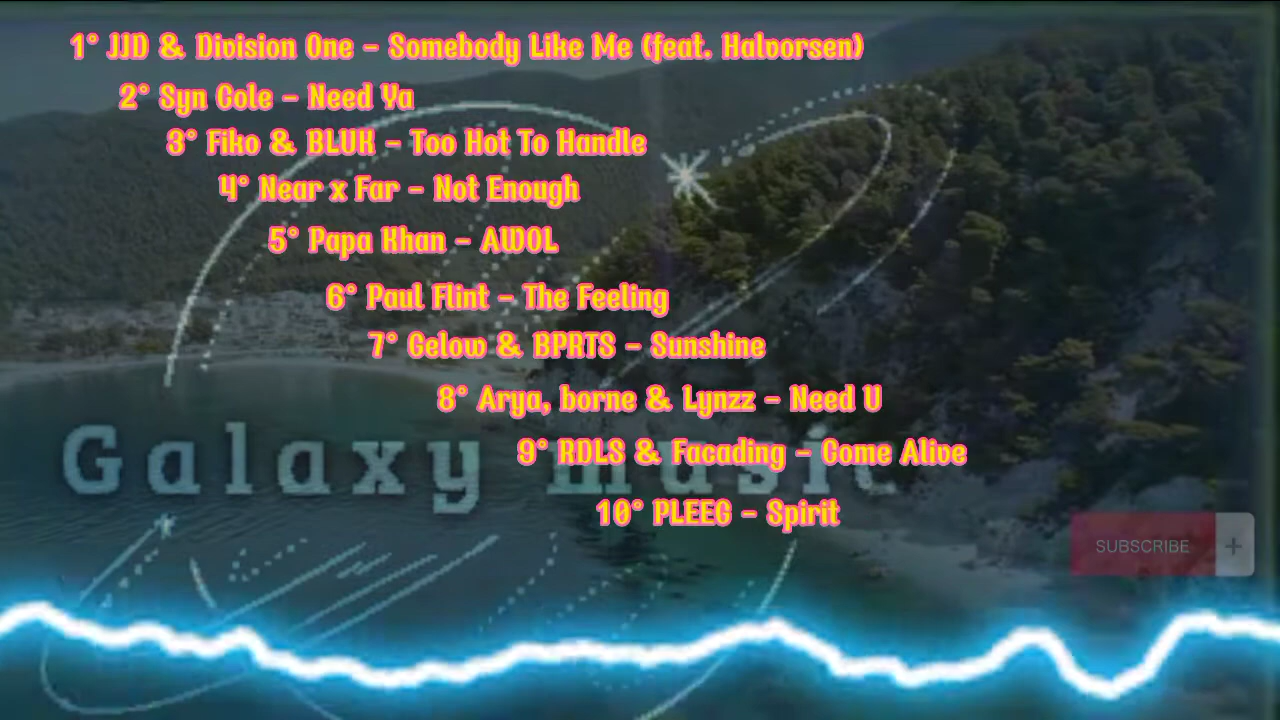 1° JJD & Division One - Somebody Like Me (feat. Halvorsen)
2° Syn Cole - Need Ya
3° Fiko & BLUK - Too Hot To Handle
4° Near x Far - Not Enough
5° Papa Khan - AWOL
6° Paul Flint - The Feeling
7° Gelow & BPRTS - Sunshine
8° Arya, borne & Lynzz - Need U
9° RDLS & Facading - Come Alive
Galaxy music
10° PLEEG - Spirit
SUBSCRIBE +